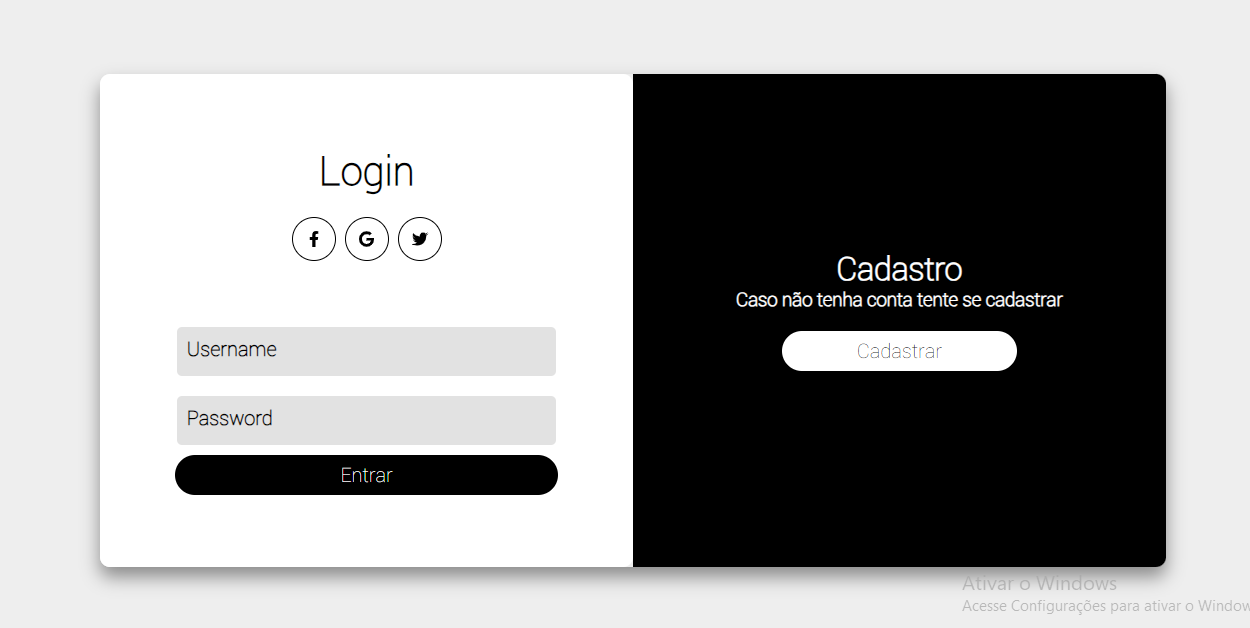 Login
Username
Password
Entrar
Cadastro
Caso não tenha conta tente se cadastrar
Cadastrar
Ativar o Windows
Acesse Configurações para ativar o Window